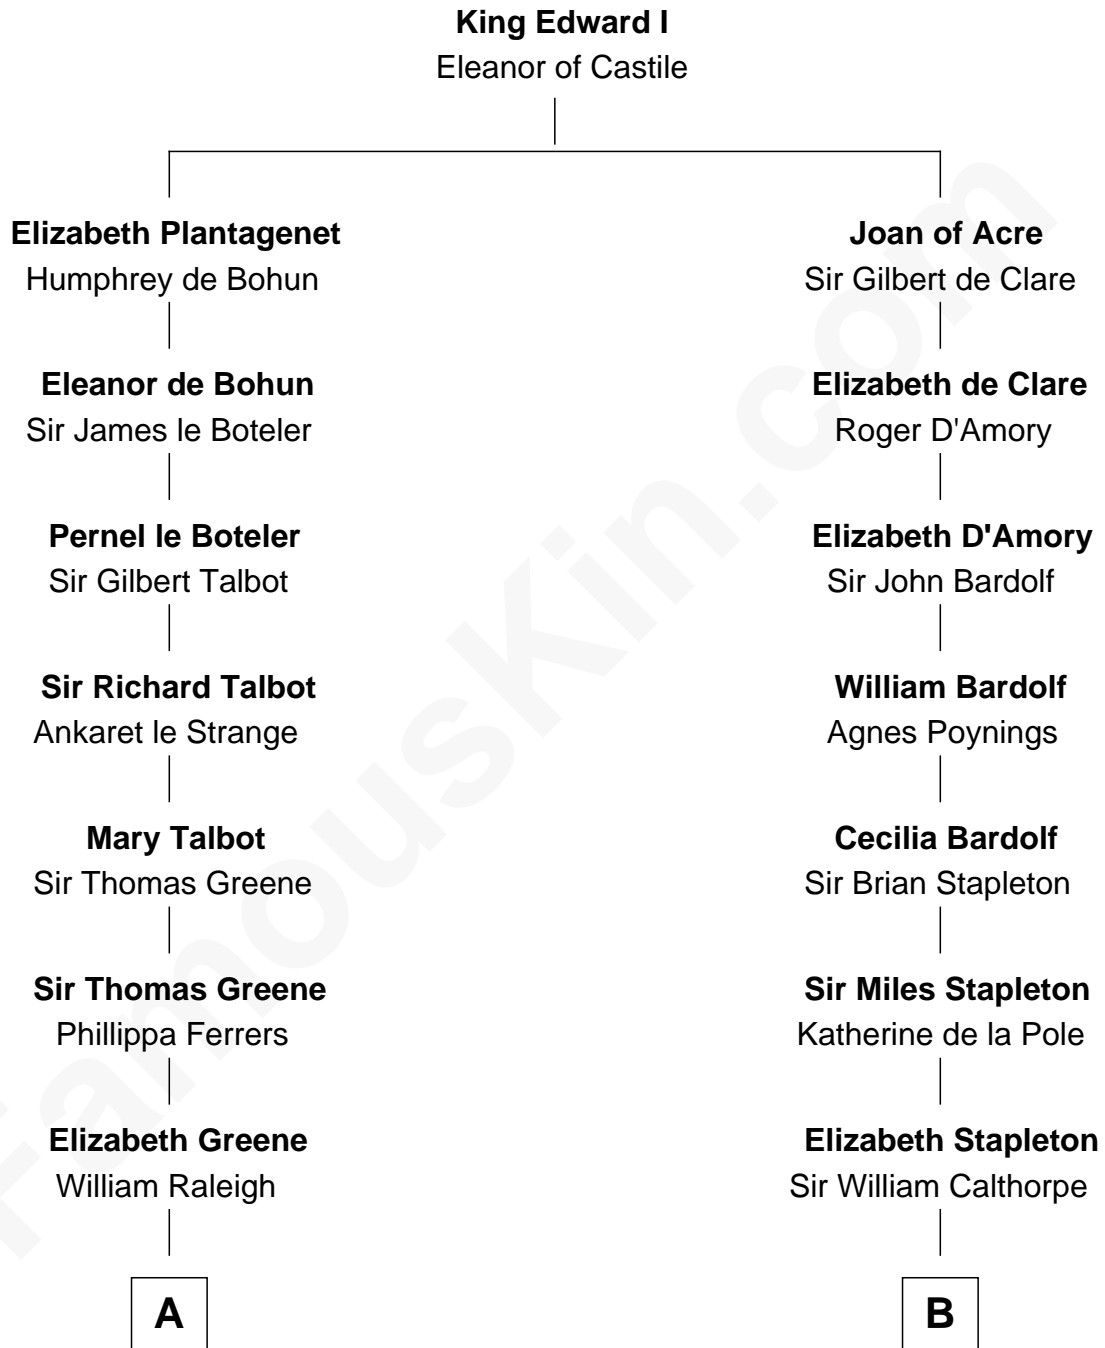 King Edward I
Eleanor of Castile
Elizabeth Plantagenet
Humphrey de Bohun
Eleanor de Bohun
Sir James le Boteler
Pernel le Boteler
Sir Gilbert Talbot
Sir Richard Talbot
Ankaret le Strange
Mary Talbot
Sir Thomas Greene
Sir Thomas Greene
Phillippa Ferrers
Elizabeth Greene
William Raleigh
A
Joan of Acre
Sir Gilbert de Clare
Elizabeth de Clare
Roger D'Amory
Elizabeth D'Amory
Sir John Bardolf
William Bardolf
Agnes Poynings
Cecilia Bardolf
Sir Brian Stapleton
Sir Miles Stapleton
Katherine de la Pole
Elizabeth Stapleton
Sir William Calthorpe
B
FamousKin.com